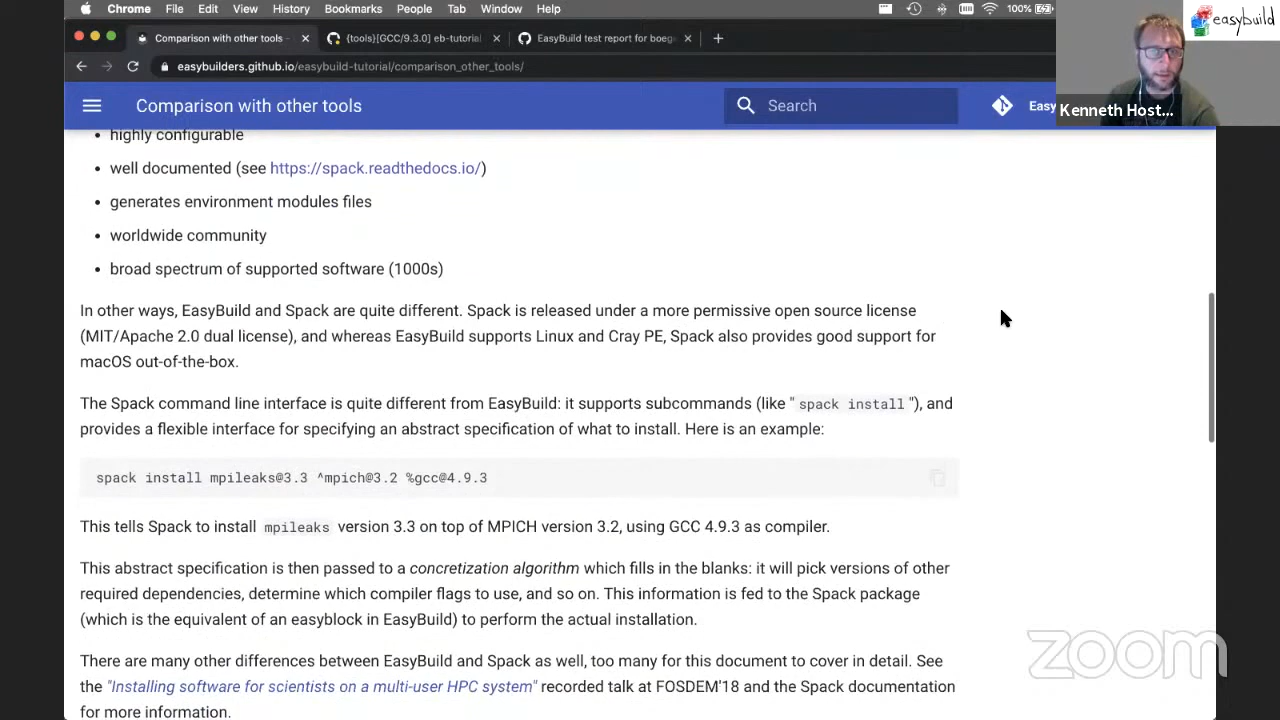 Chrome File Edit View History Bookmarks People Tab Window Help 100%
Comparison with other tools - {tools}[GCC/9.3.0] eb-tutorial EasyBuild test report for boeg
easybuilders.github.io/easybuild-tutorial/comparison_other_tools/
easybuild
Comparison with other tools Search Easy
Kenneth Host...
highly configurable
well documented (see https://spack.readthedocs.io/)
generates environment modules files
worldwide community
broad spectrum of supported software (1000s)
In other ways, EasyBuild and Spack are quite different. Spack is released under a more permissive open source license
(MIT/Apache 2.0 dual license), and whereas EasyBuild supports Linux and Cray PE, Spack also provides good support for
macOS out-of-the-box.
The Spack command line interface is quite different from EasyBuild: it supports subcommands (like "spack install"), and
provides a flexible interface for specifying an abstract specification of what to install. Here is an example:
spack install mpileaks@3.3 ^mpich@3.2 %gcc@4.9.3
This tells Spack to install mpileaks version 3.3 on top of MPICH version 3.2, using GCC 4.9.3 as compiler.
This abstract specification is then passed to a concretization algorithm which fills in the blanks: it will pick versions of other
required dependencies, determine which compiler flags to use, and so on. This information is fed to the Spack package
(which is the equivalent of an easyblock in EasyBuild) to perform the actual installation.
There are many other differences between EasyBuild and Spack as well, too many for this document to cover in detail. See
the "Installing software for scientists on a multi-user HPC system" recorded talk at FOSDEM'18 and the Spack documentation
for more information.
zoom